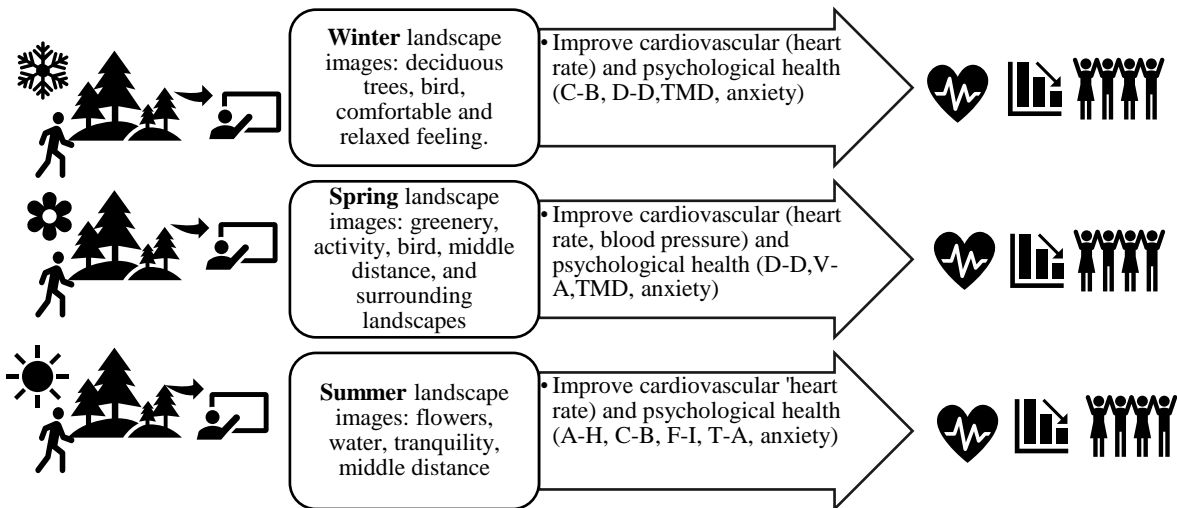 Winter landscape
images: deciduous
trees, bird,
comfortable and
relaxed feeling.
• Improve cardiovascular (heart
rate) and psychological health
(C-B, D-D,TMD, anxiety)
Spring landscape
images: greenery,
activity, bird, middle
distance, and
surrounding
landscapes
• Improve cardiovascular (heart
rate, blood pressure) and
psychological health (D-D,V-
A,TMD, anxiety)
Summer landscape
images: flowers,
water, tranquility,
middle distance
• Improve cardiovascular 'heart
rate) and psychological health
(A-H, C-B, F-I, T-A, anxiety)